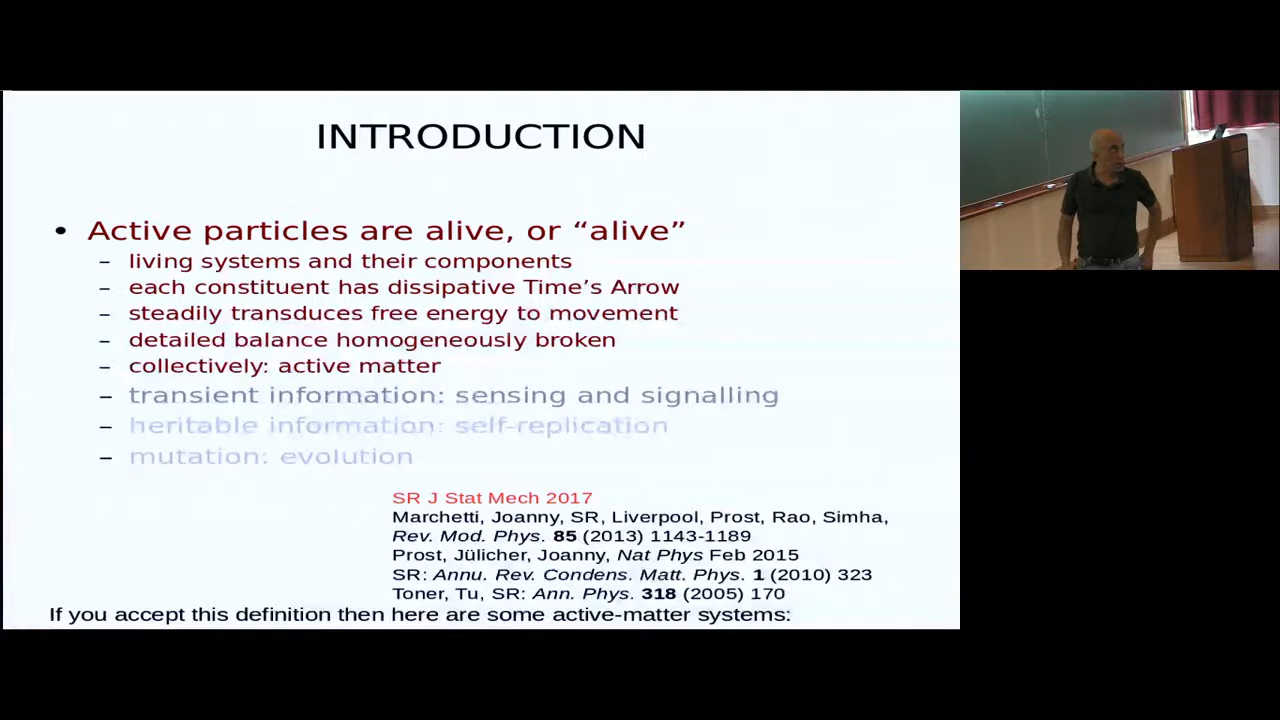 INTRODUCTION
• Active particles are alive, or “alive”
– living systems and their components
– each constituent has dissipative Time’s Arrow
– steadily transduces free energy to movement
– detailed balance homogeneously broken
– collectively: active matter
– transient information: sensing and signalling
– heritable information: self-replication
– mutation: evolution
SR J Stat Mech 2017
Marchetti, Joanny, SR, Liverpool, Prost, Rao, Simha,
Rev. Mod. Phys. 85 (2013) 1143-1189
Prost, Jülicher, Joanny, Nat Phys Feb 2015
SR: Annu. Rev. Condens. Matt. Phys. 1 (2010) 323
Toner, Tu, SR: Ann. Phys. 318 (2005) 170
If you accept this definition then here are some active-matter systems: